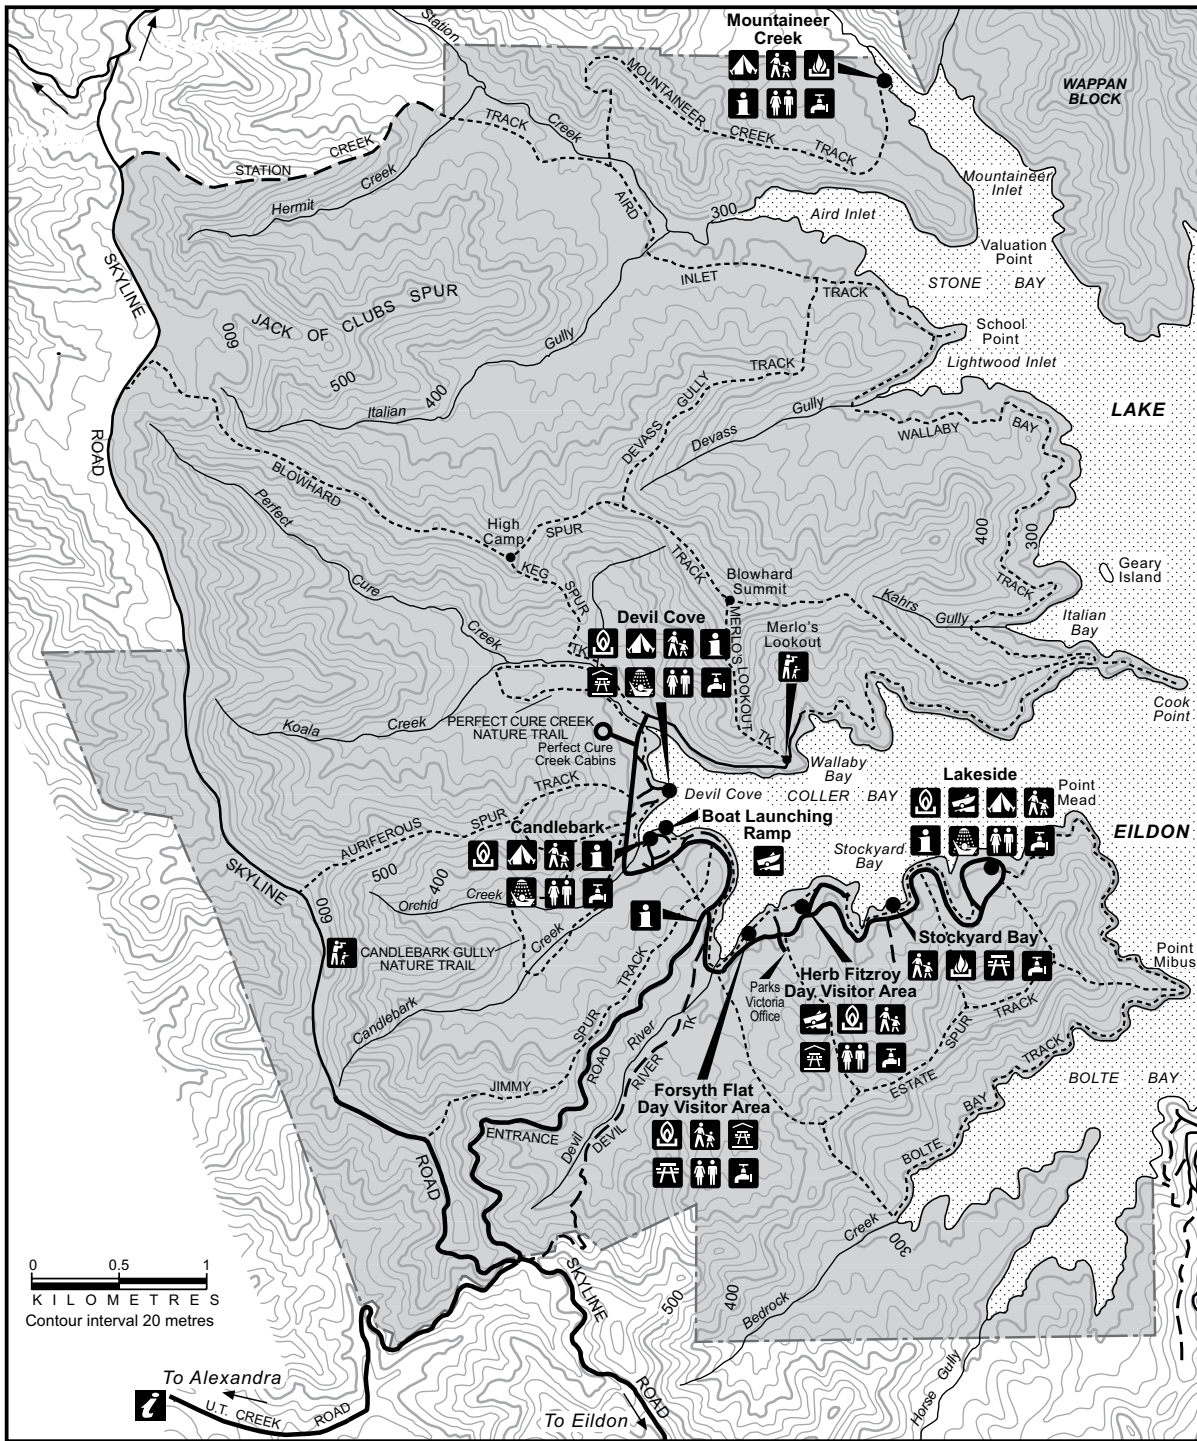 Mountaineer
Creek
Station
WAPPAN
BLOCK
MOUNTAINEER
CREEK
TRACK
TRACK
Creek
STATION
CREEK
Creek
Hermit
AIRD
300
Aird Inlet
Mountaineer
Inlet
Valuation
Point
STONE BAY
SKYLINE
INLET
TRACK
JACK OF CLUBS SPUR
600
500
400
Gully
Italian
School
Point
Lightwood Inlet
TRACK
GULLY
DEVASS
Gully
Devass
LAKE
WALLABY
BAY
ROAD
BLOWHARD
Perfect
High
Camp
SPUR
TRACK
400
300
TRACK
Geary
Island
KEG
SPUR
TK
Cure
Creek
Blowhard
Summit
Kahrs
Gully
Italian
Bay
Devil Cove
MERLO'S LOOKOUT
TK
Merlo's
Lookout
Cook
Point
Koala
Creek
PERFECT CURE CREEK
NATURE TRAIL
Perfect Cure
Creek Cabins
Wallaby
Bay
Devil Cove
COLLER BAY
Lakeside
Point
Mead
TRACK
SPUR
AURIFEROUS
Candlebark
Boat Launching
Ramp
Stockyard
Bay
EILDON
SKYLINE
500
400
600
Orchid
Creek
Creek
CANDLEBARK GULLY
NATURE TRAIL
Candlebark
TRACK
SPUR
JIMMY
Stockyard Bay
Point
Mibus
Parks
Victoria
Office
Herb Fitzroy
Day Visitor Area
TRACK
SPUR
ESTATE
TRACK
BAY
BOLTE
BOLTE BAY
River
TK
RIVER
ROAD
Forsyth Flat
Day Visitor Area
ENTRANCE
Devil
DEVIL
ROAD
Creek
300
0 0.5 1
KILOMETRES
Contour interval 20 metres
SKYLINE
500
400
Bedrock
To Alexandra
U.T. CREEK ROAD
To Eildon
ROAD
Horse Gully